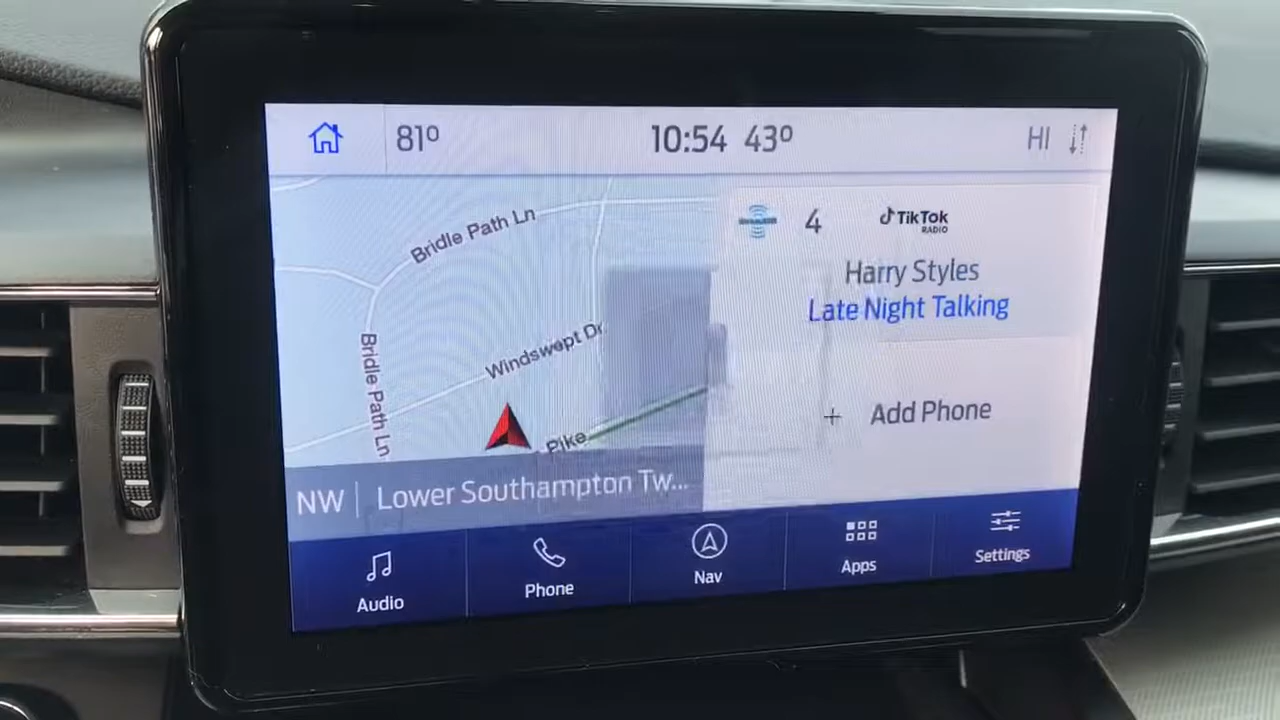 81°
10:54 43°
HI
Bridle Path Ln
Bridle Path Ln
Windswept Dr
Pike
NW
Lower Southampton Tw...
4
TikTok
RADIO
Harry Styles
Late Night Talking
+ Add Phone
Audio
Phone
Nav
Apps
Settings